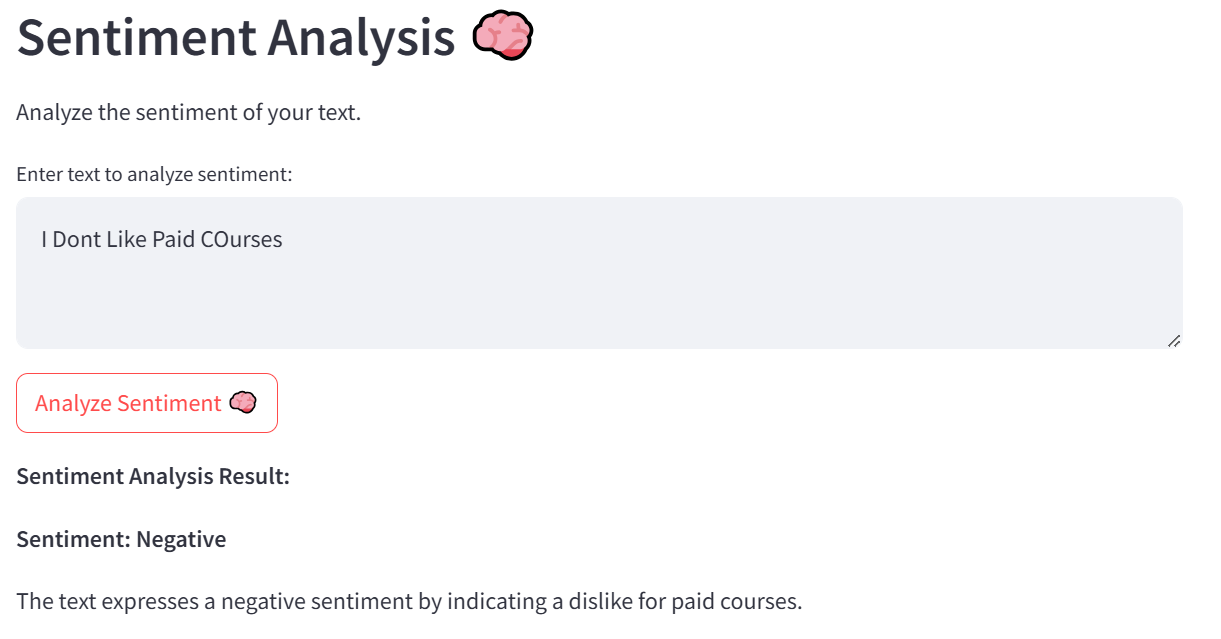 Sentiment Analysis 🧠
Analyze the sentiment of your text.
Enter text to analyze sentiment:
I Dont Like Paid COurses
Analyze Sentiment 🧠
Sentiment Analysis Result:
Sentiment: Negative
The text expresses a negative sentiment by indicating a dislike for paid courses.